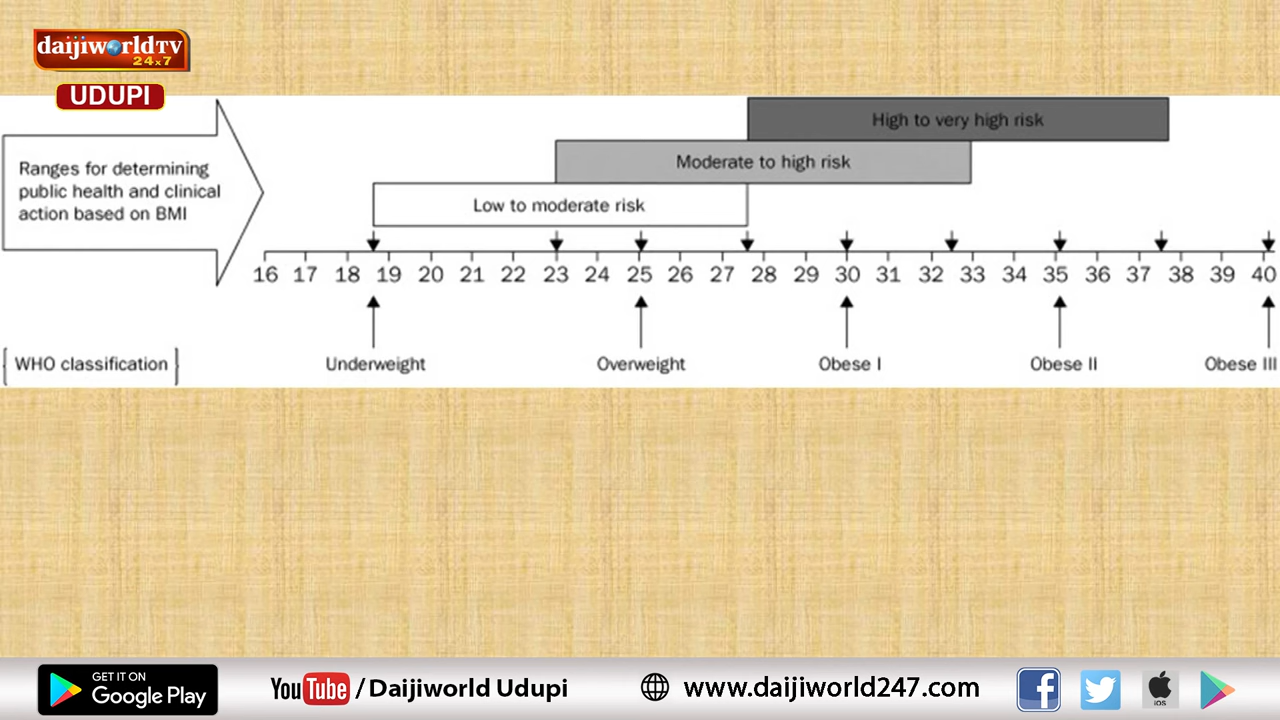 daijiworldTV
24x7
UDUPI
High to very high risk
Moderate to high risk
Low to moderate risk
Ranges for determining
public health and clinical
action based on BMI
16 17 18 19 20 21 22 23 24 25 26 27 28 29 30 31 32 33 34 35 36 37 38 39 40
WHO classification
Underweight
Overweight
Obese I
Obese II
Obese III
GET IT ON
Google Play
YouTube / Daijiworld Udupi
www.daijiworld247.com
f
iOS